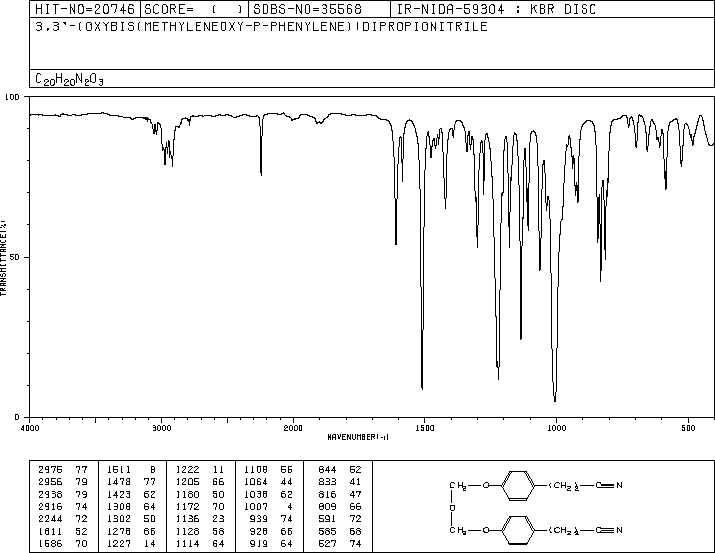 HIT-NO=20746 SCORE= ( ) SDBS-NO=35568 IR-NIDA-59304 : KBR DISC
3,3'-(OXYBIS(METHYLENEOXY-P-PHENYLENE))DIPROPIONITRILE
C20H20N2O3
100
50
0
TRANSMITTANCE(%)
4000 3000 2000 1500 1000 500
WAVENUMBER(-1)
2975 77 1511 8 1222 11 1108 55 844 52
2956 79 1478 77 1205 66 1064 44 833 41
2938 79 1423 62 1180 50 1038 62 816 47
2916 74 1308 64 1172 70 1007 4 809 66
2244 72 1302 50 1136 23 939 74 591 72
1611 52 1278 66 1128 58 928 66 585 68
1586 70 1227 14 1114 64 919 64 527 74
CH2 O (CH2)2 C N
O
CH2 O (CH2)2 C N